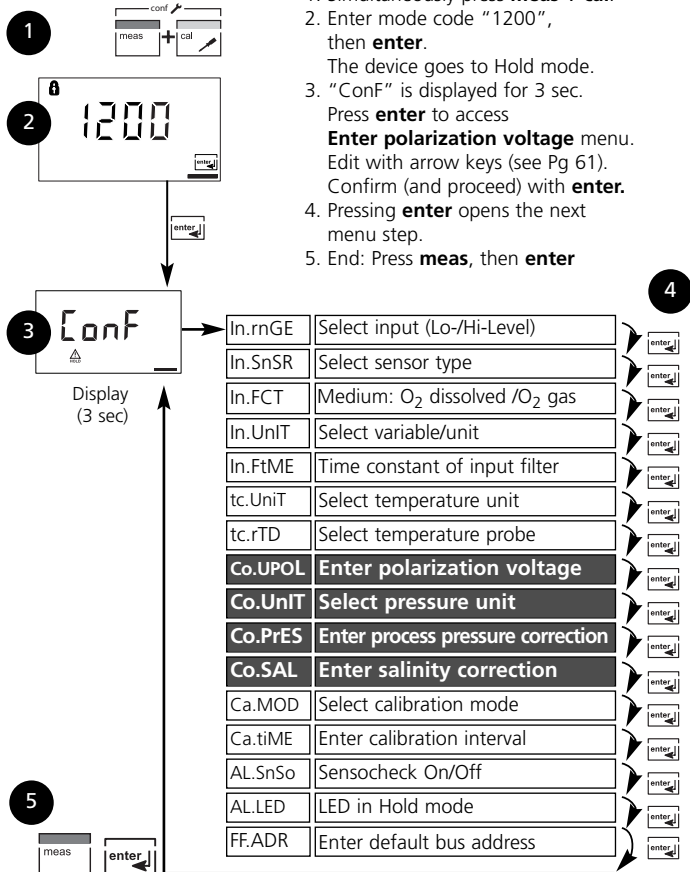 1
conf
meas + cal
1. Simultaneously press meas + cal.
2. Enter mode code "1200",
then enter.
The device goes to Hold mode.
3. "ConF" is displayed for 3 sec.
Press enter to access
Enter polarization voltage menu.
Edit with arrow keys (see Pg 61).
Confirm (and proceed) with enter.
4. Pressing enter opens the next
menu step.
5. End: Press meas, then enter
2
1200
enter
enter
4
3
ConF
HOLD
Display
(3 sec)
In.rnGE Select input (Lo-/Hi-Level) enter
In.SnSR Select sensor type enter
In.FCT Medium: O2 dissolved /O2 gas enter
In.UnIT Select variable/unit enter
In.FtME Time constant of input filter enter
tc.UniT Select temperature unit enter
tc.rTD Select temperature probe enter
Co.UPOL Enter polarization voltage enter
Co.UnIT Select pressure unit enter
Co.PrES Enter process pressure correction enter
Co.SAL Enter salinity correction enter
Ca.MOD Select calibration mode enter
Ca.tiME Enter calibration interval enter
AL.SnSo Sensocheck On/Off enter
AL.LED LED in Hold mode enter
FF.ADR Enter default bus address enter
5
meas enter